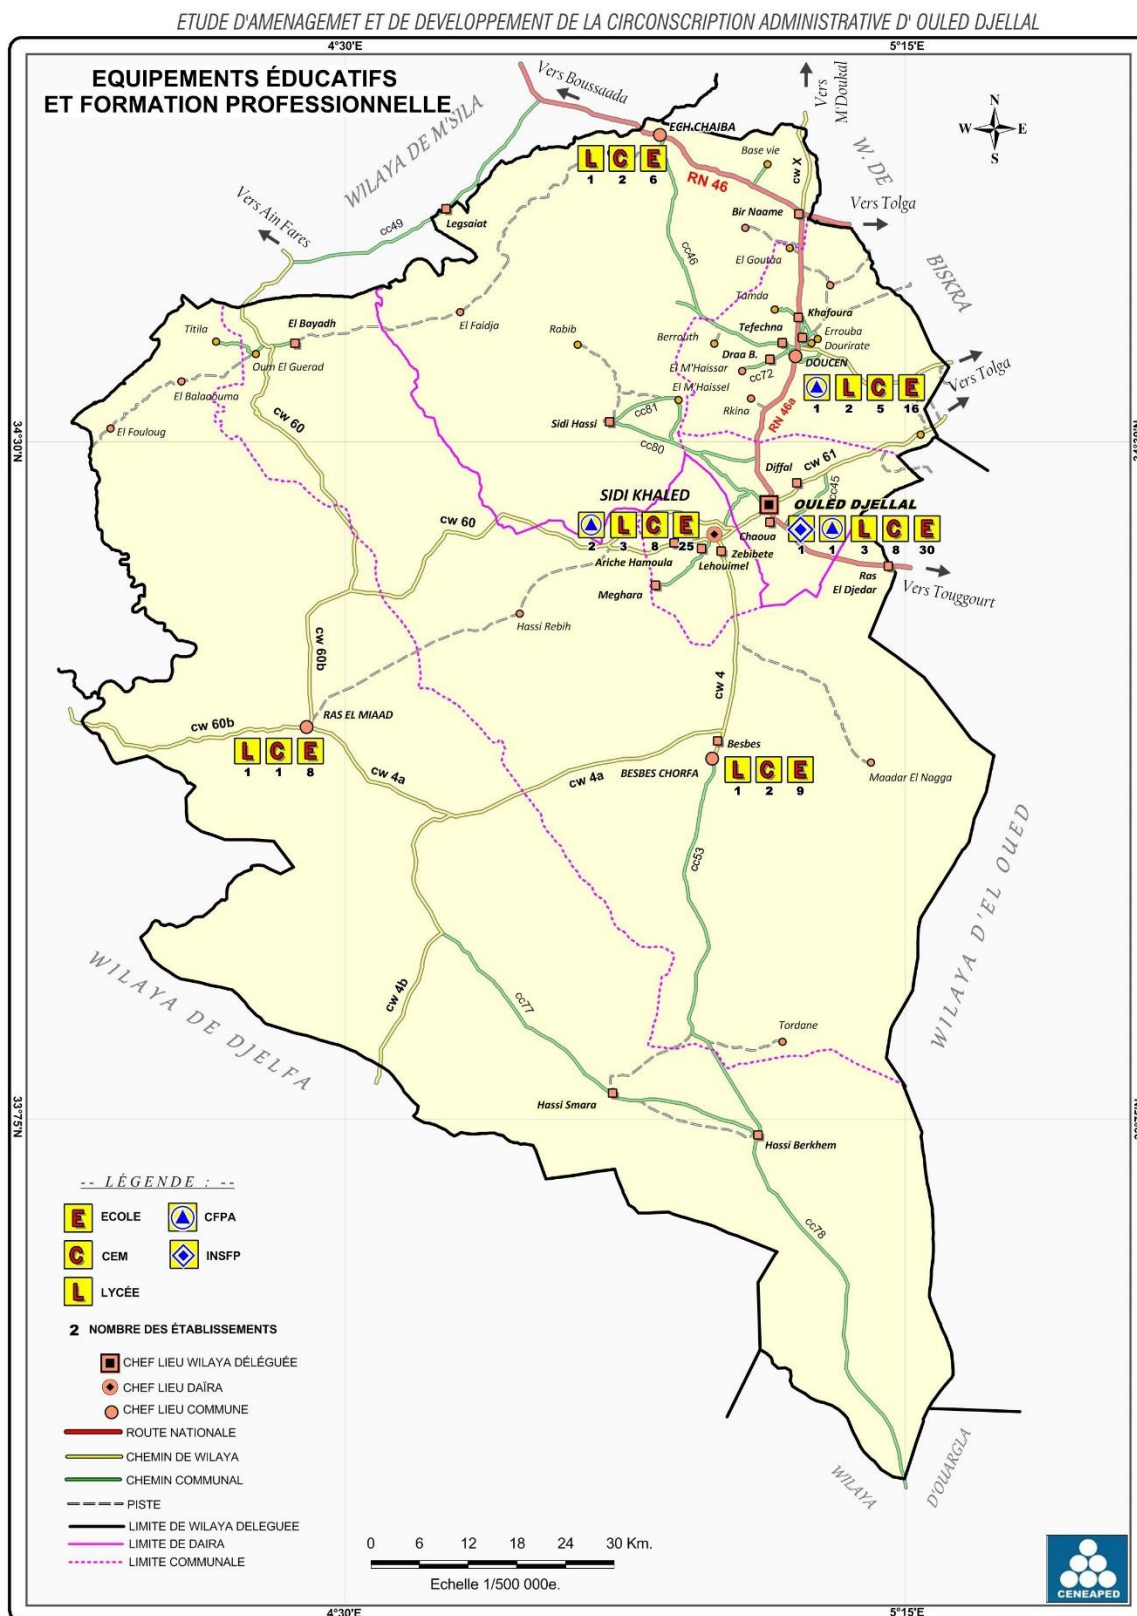 ETUDE D'AMENAGEMET ET DE DEVELOPPEMENT DE LA CIRCONSCRIPTION ADMINISTRATIVE D' OULED DJELLAL
4°30'E
5°15'E
EQUIPEMENTS ÉDUCATIFS
ET FORMATION PROFESSIONNELLE
Vers Boussaada
Vers
M'Doukal
N
W
E
S
WILAYA DE M'SILA
W. DE
BISKRA
ECH CHAIBA
L C E
1 2 6
Base vie
cw X
RN 46
Vers Tolga
Vers Ain Fares
Legsaiat
cc49
Bir Naame
El Goutaa
cc46
Tamda
Khafoura
El Faidja
Titila
El Bayadh
Oum El Guerad
Rabib
Berrouth
Tefechna
Errouba
Dourirate
Draa B.
DOUCEN
El M'Haissar
cc72
El M'Haissel
L C E
1 2 5 16
Vers Tolga
El Balaaouma
El Fouloug
cw 60
cc81
Rkina
RN 46a
Sidi Hassi
cc80
34°30'N
Diffal
cw 61
cc45
SIDI KHALED
L C E
2 3 8 25
OULED DJELLAL
L C E
1 1 3 8 30
cw 60
Chaoua
Zebibete
Ariche Hamoula
Lehouimel
Meghara
Ras
El Djedar
Vers Touggourt
Hassi Rebih
cw 60b
cw 4
RAS EL MIAAD
cw 60b
L C E
1 1 8
cw 4a
cw 4a
Besbes
BESBES CHORFA
L C E
1 2 9
Maadar El Nagga
cc53
WILAYA D'EL OUED
WILAYA DE DJELFA
cw 4b
cc77
Tordane
Hassi Smara
33°75'N
Hassi Berkhem
cc78
-- LÉGENDE : --
E ECOLE
CFPA
C CEM
INSFP
L LYCÉE
2 NOMBRE DES ÉTABLISSEMENTS
CHEF LIEU WILAYA DÉLÉGUÉE
CHEF LIEU DAÏRA
CHEF LIEU COMMUNE
ROUTE NATIONALE
CHEMIN DE WILAYA
CHEMIN COMMUNAL
PISTE
LIMITE DE WILAYA DELEGUEE
LIMITE DE DAIRA
LIMITE COMMUNALE
WILAYA
D'OUARGLA
0 6 12 18 24 30 Km.
Echelle 1/500 000e.
CENEAPED
4°30'E
5°15'E